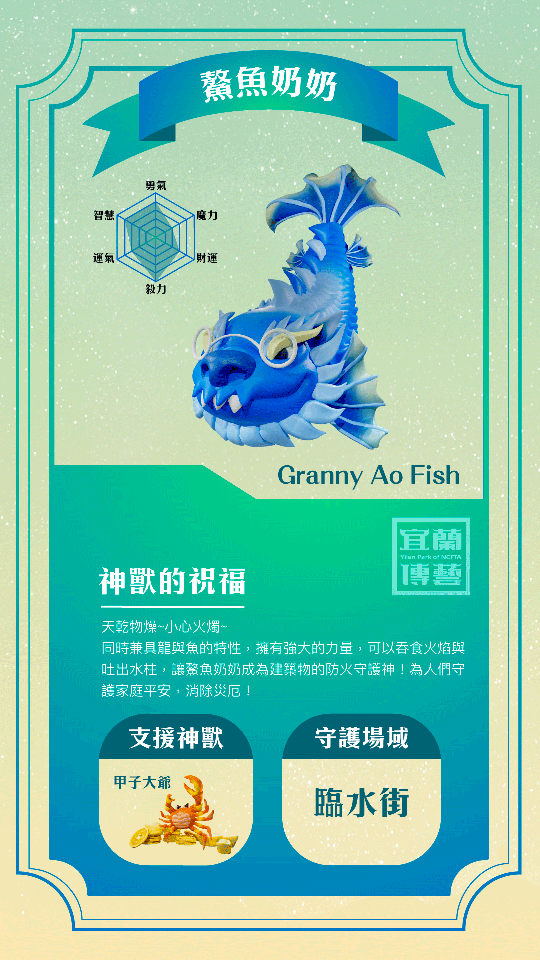 鰲魚奶奶
勇氣
智慧
魔力
運氣
財運
毅力
Granny Ao Fish
宜蘭
Yilan Park of NCFTA
傳藝
神獸的祝福
天乾物燥~小心火燭~
同時兼具龍與魚的特性，擁有強大的力量，可以吞食火焰與
吐出水柱，讓鰲魚奶奶成為建築物的防火守護神！為人們守
護家庭平安，消除災厄！
支援神獸
守護場域
甲子大爺
臨水街